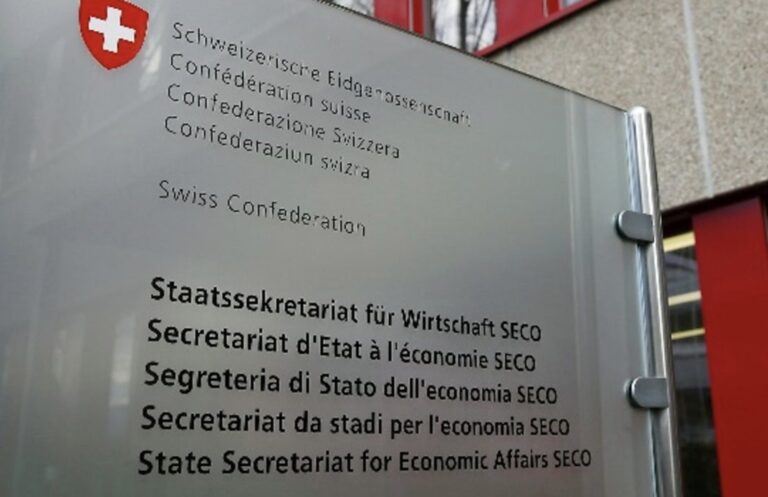 Schweizerische Eidgenossenschaft
Confédération suisse
Confederazione Svizzera
Confederaziun svizra
Swiss Confederation
Staatssekretariat für Wirtschaft SECO
Secretariat d'Etat à l'économie SECO
Segreteria di Stato dell'economia SECO
Secretariat da stadi per l'economia SECO
State Secretariat for Economic Affairs SECO